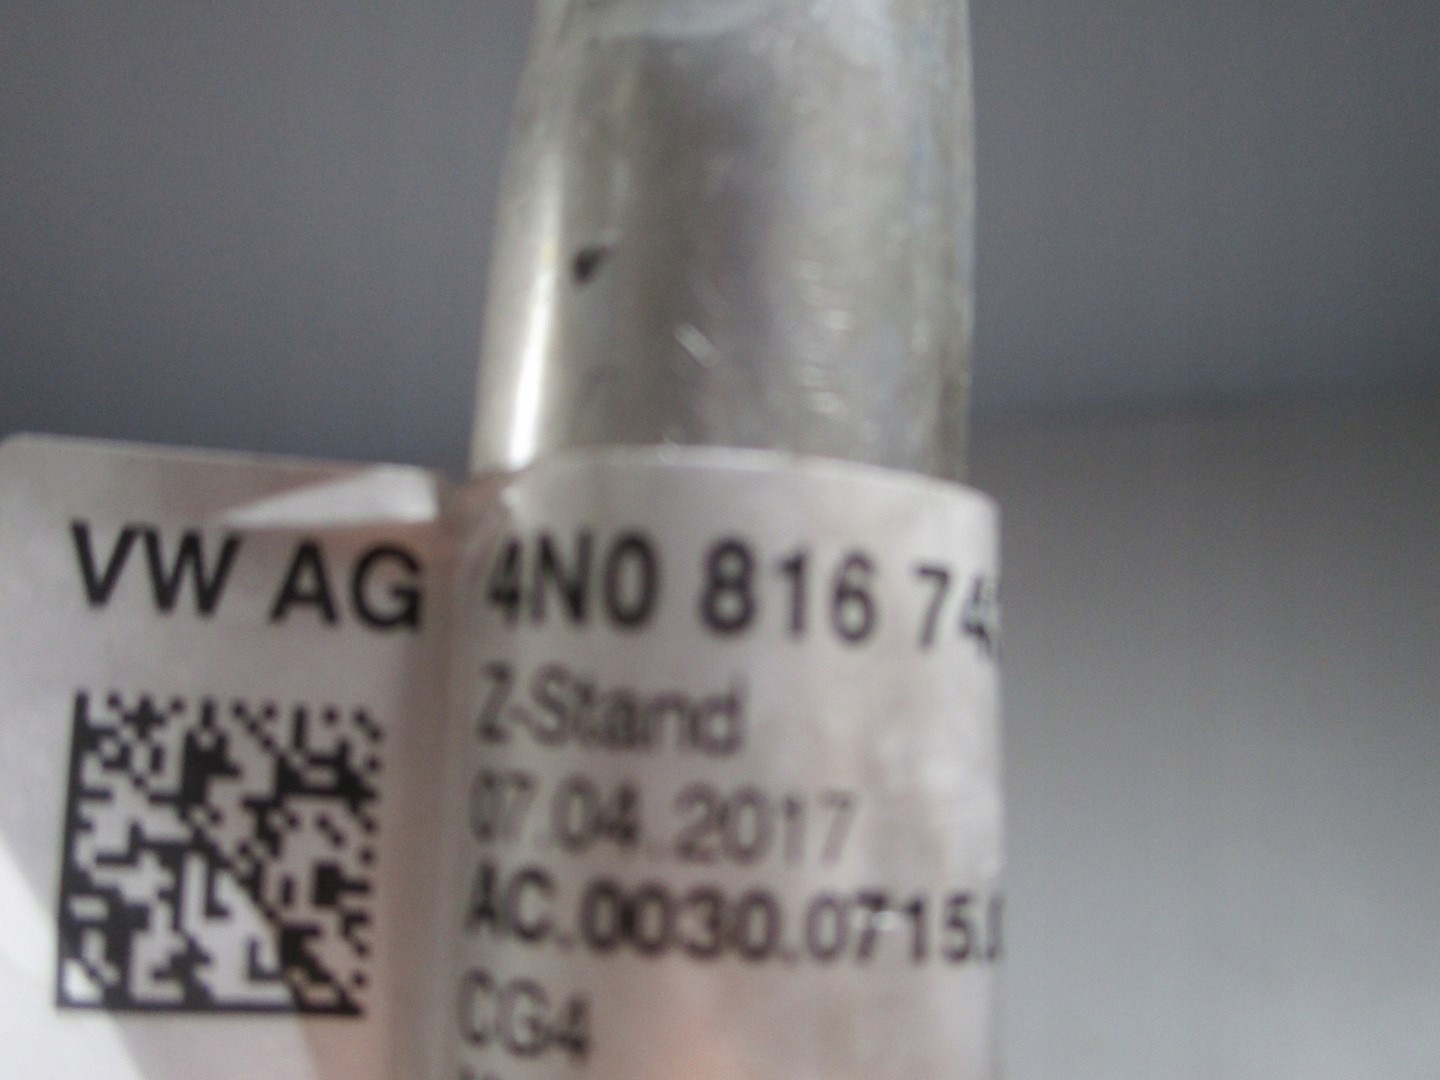 VW AG 4N0 816 74
Z-Stand
07.04.2017
AC.0030.0715.
CG4